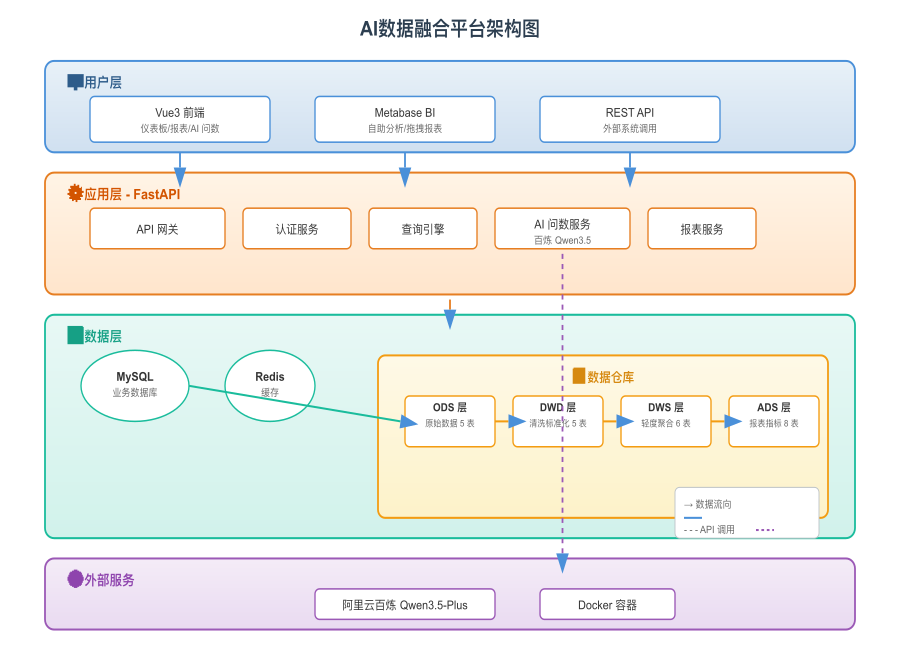 AI数据融合平台架构图
用户层
Vue3 前端
仪表板/报表/AI 问数
Metabase BI
自助分析/拖拽报表
REST API
外部系统调用
应用层 - FastAPI
API 网关
认证服务
查询引擎
AI 问数服务
百炼 Qwen3.5
报表服务
数据层
MySQL
业务数据库
Redis
缓存
数据仓库
ODS 层
原始数据 5 表
DWD 层
清洗标准化 5 表
DWS 层
轻度聚合 6 表
ADS 层
报表指标 8 表
→ 数据流向
--- API 调用
外部服务
阿里云百炼 Qwen3.5-Plus
Docker 容器